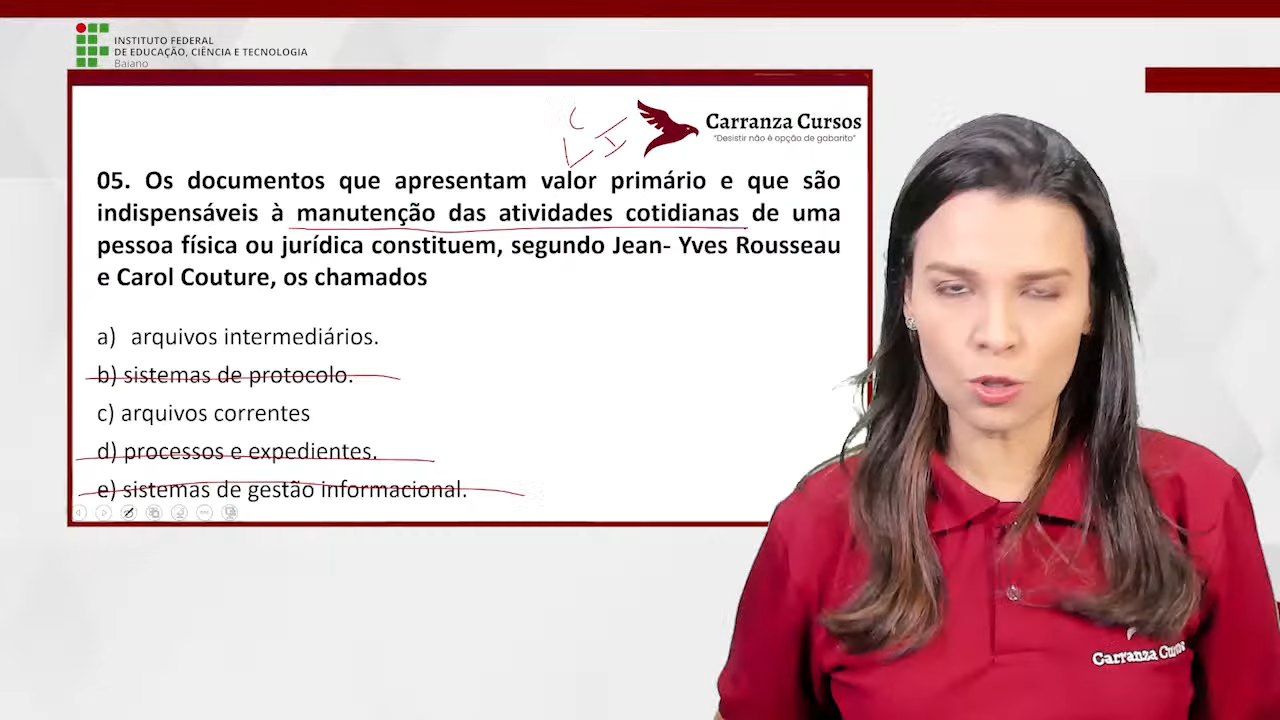 INSTITUTO FEDERAL
DE EDUCAÇÃO, CIÊNCIA E TECNOLOGIA
Baiano
C
I
Carranza Cursos
"Desistir não é opção de gabarito"
05. Os documentos que apresentam valor primário e que são
indispensáveis à manutenção das atividades cotidianas de uma
pessoa física ou jurídica constituem, segundo Jean- Yves Rousseau
e Carol Couture, os chamados
a) arquivos intermediários.
b) sistemas de protocolo.
c) arquivos correntes
d) processos e expedientes.
e) sistemas de gestão informacional.
Carranza Cursos